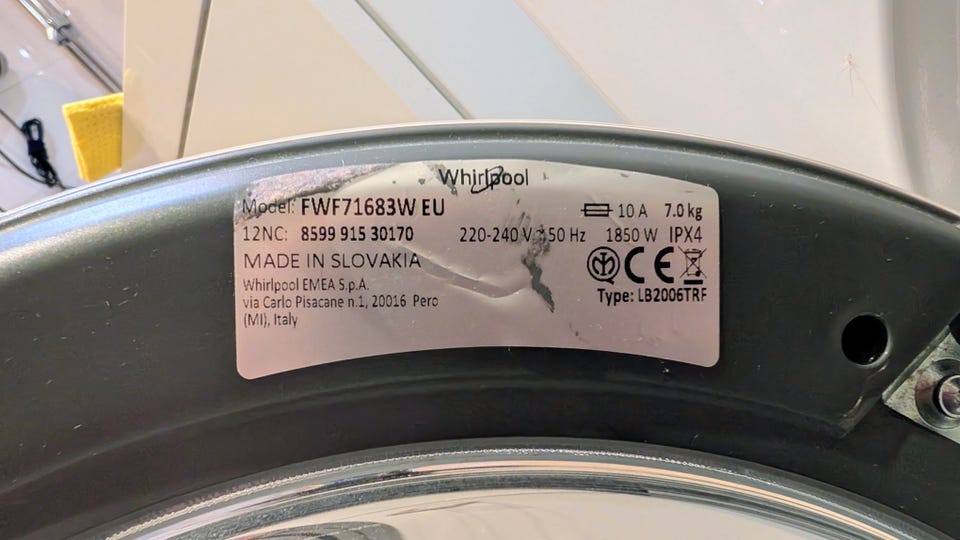 Whirlpool
Model: FWF71683W EU
10 A 7.0 kg
12NC: 8599 915 30170
220-240 V ~ 50 Hz 1850 W IPX4
MADE IN SLOVAKIA
Whirlpool EMEA S.p.A.
via Carlo Pisacane n.1, 20016 Pero
(MI), Italy
CE
Type: LB2006TRF